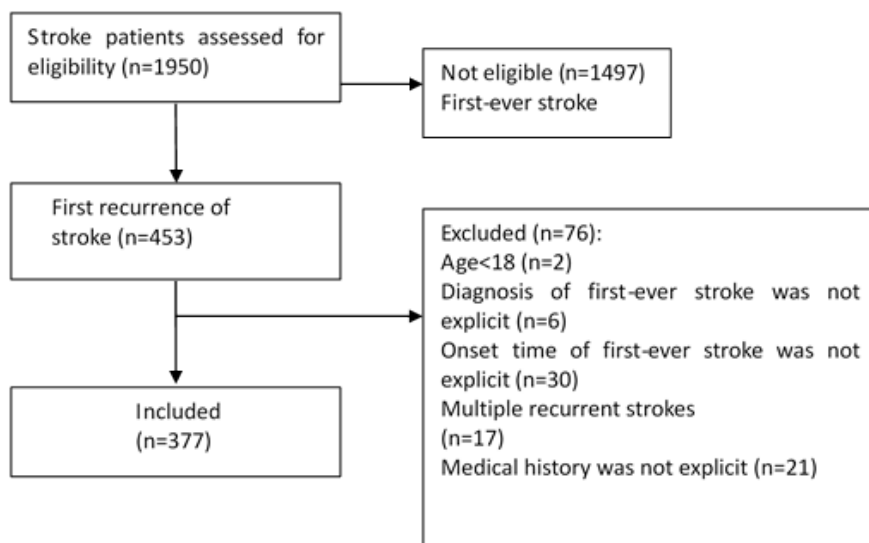 Stroke patients assessed for
eligibility (n=1950)
Not eligible (n=1497)
First-ever stroke
First recurrence of
stroke (n=453)
Excluded (n=76):
Age<18 (n=2)
Diagnosis of first-ever stroke was not
explicit (n=6)
Onset time of first-ever stroke was not
explicit (n=30)
Multiple recurrent strokes
(n=17)
Medical history was not explicit (n=21)
Included
(n=377)